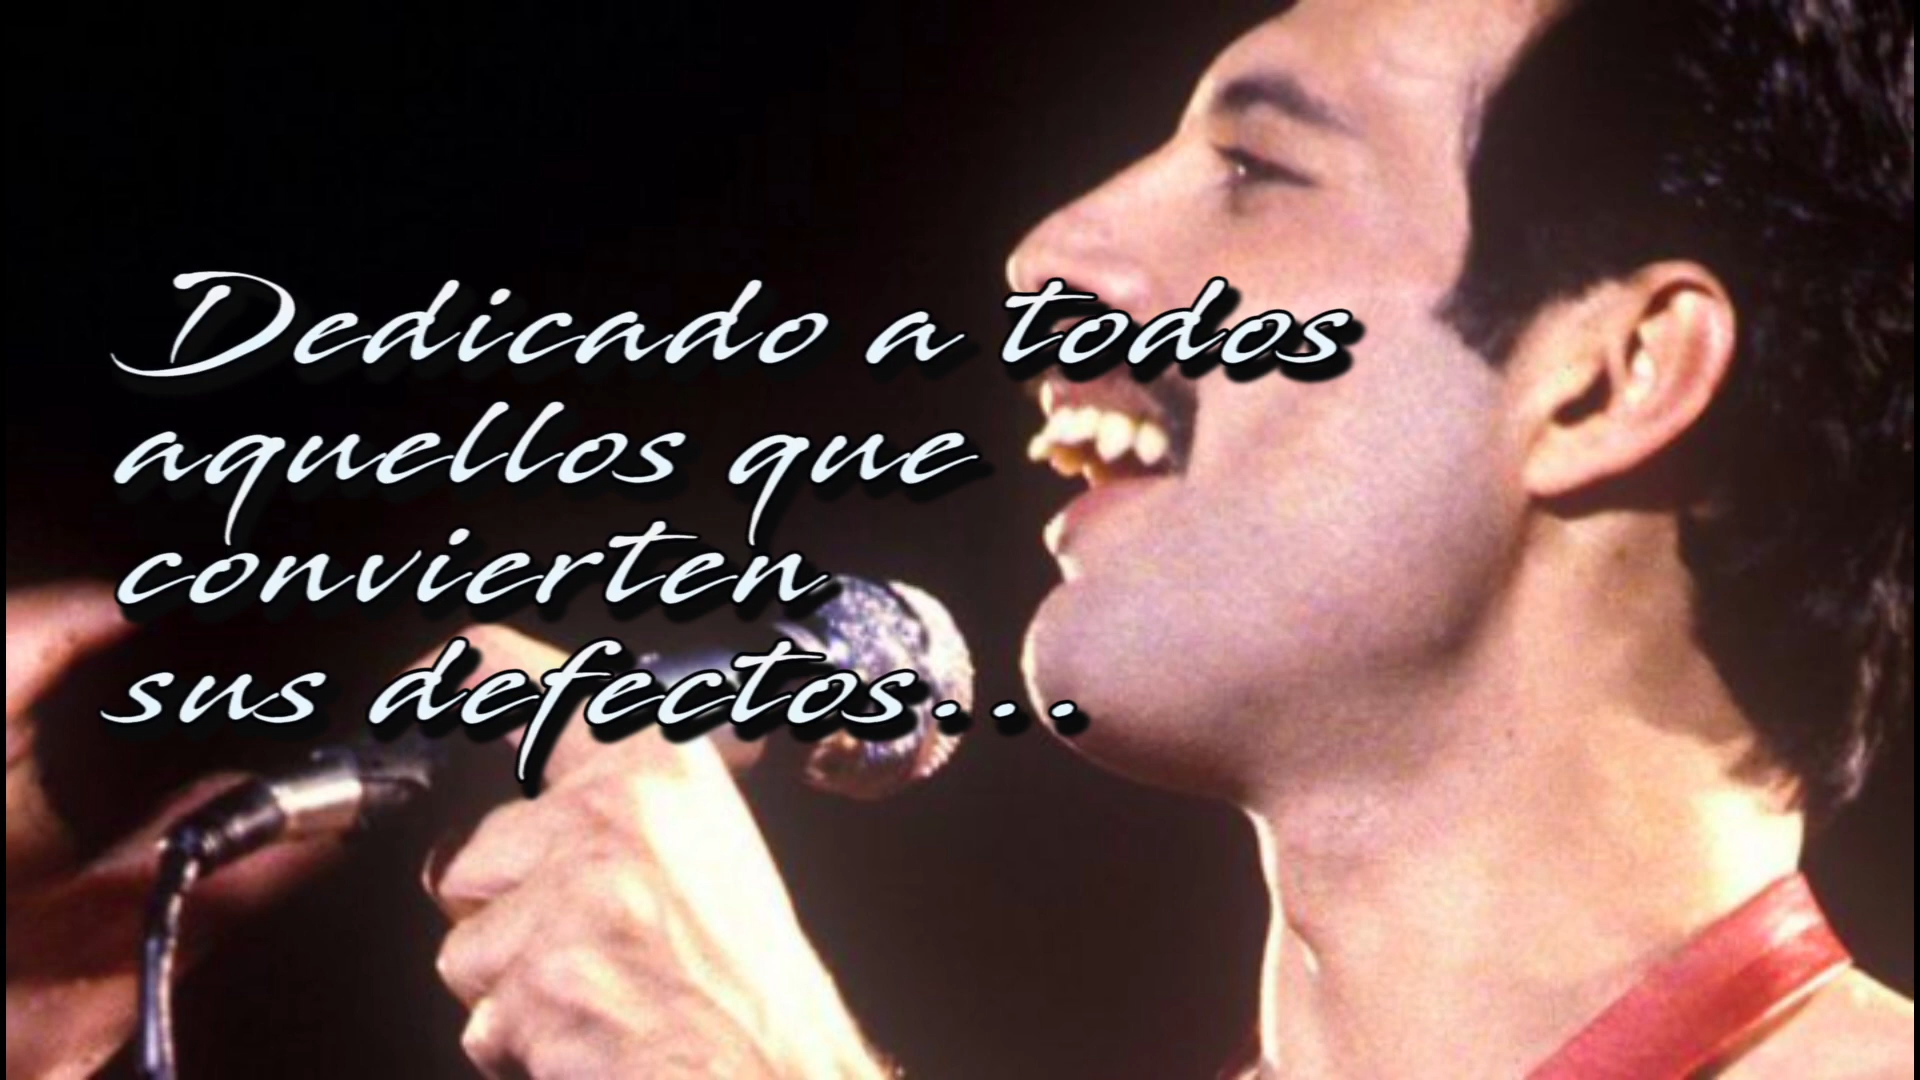 Dedicado a todos
aquellos que
convierten
sus defectos...